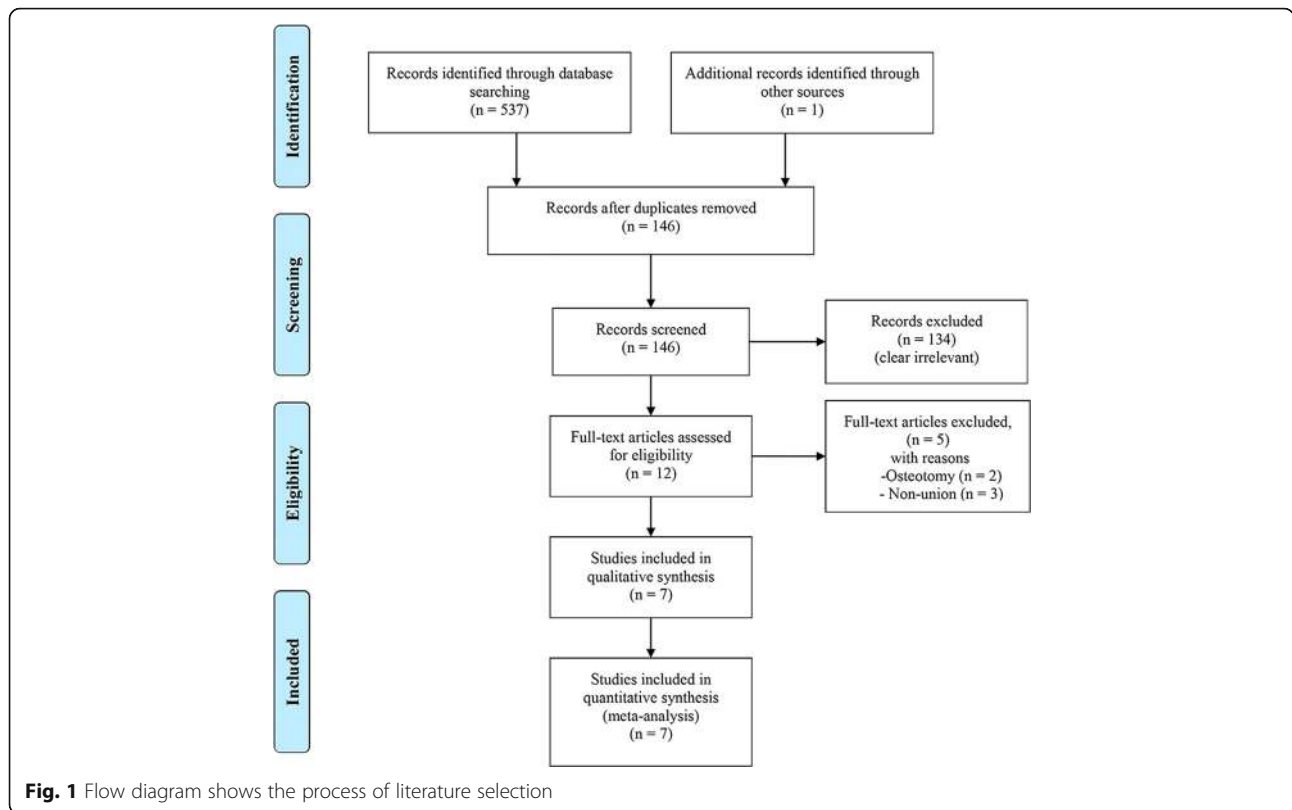 Identification
Records identified through database
searching
(n = 537)
Additional records identified through
other sources
(n = 1)
Screening
Records after duplicates removed
(n = 146)
Records screened
(n = 146)
Records excluded
(n = 134)
(clear irrelevant)
Eligibility
Full-text articles assessed
for eligibility
(n = 12)
Full-text articles excluded,
(n = 5)
with reasons
-Osteotomy (n = 2)
- Non-union (n = 3)
Studies included in
qualitative synthesis
(n = 7)
Included
Studies included in
quantitative synthesis
(meta-analysis)
(n = 7)
Fig. 1 Flow diagram shows the process of literature selection